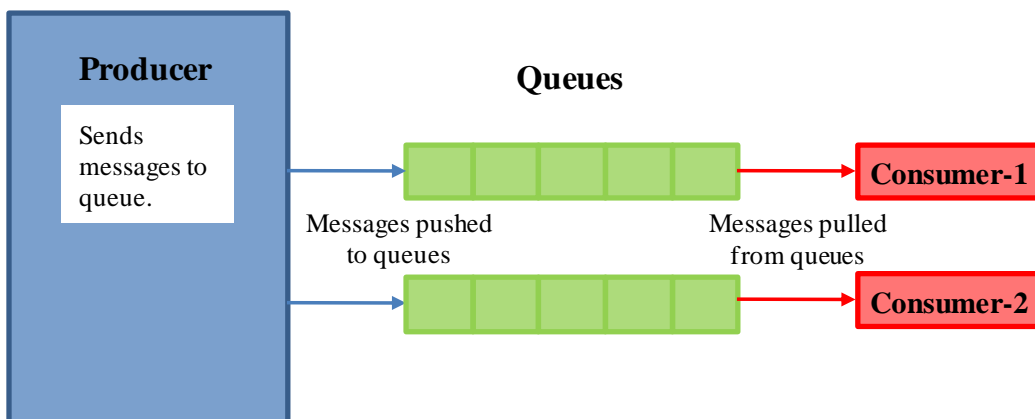 Producer
Sends
messages to
queue.
Queues
Consumer-1
Messages pushed
to queues
Messages pulled
from queues
Consumer-2